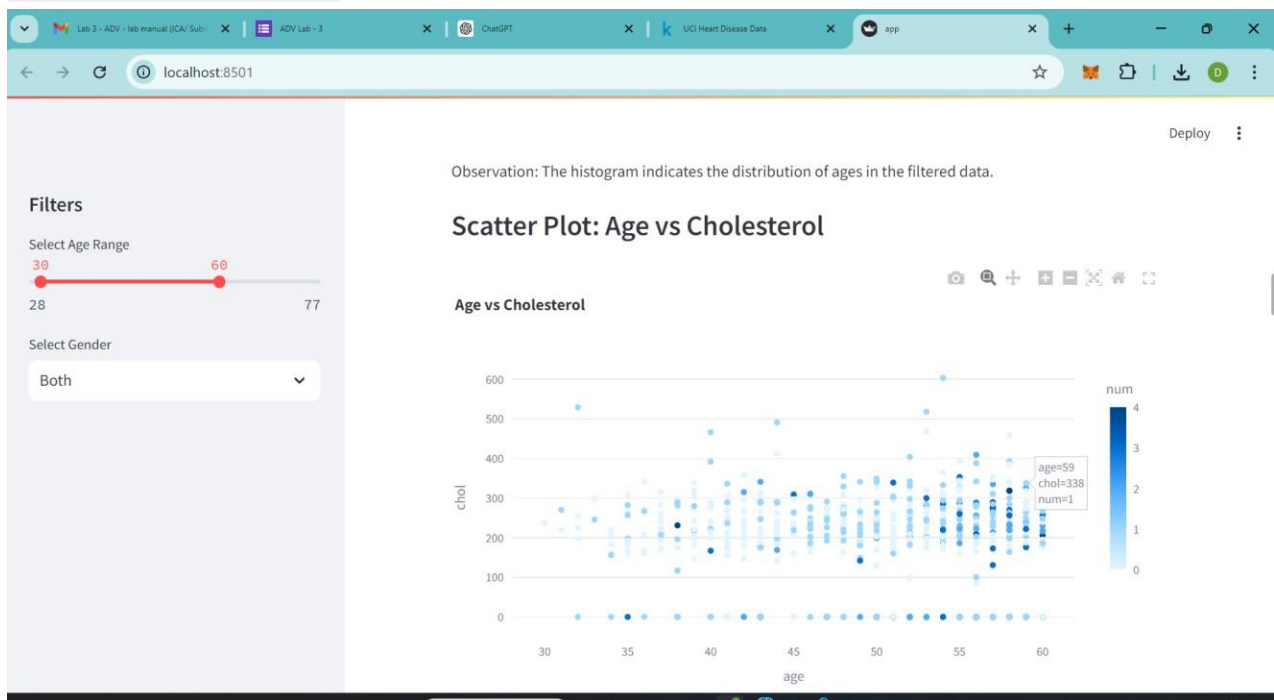 Lab 3 - ADV - lab manual (ICA/ Subn
ADV Lab - 3
ChatGPT
UCI Heart Disease Data
app
localhost:8501
D
Deploy
Observation: The histogram indicates the distribution of ages in the filtered data.
Filters
Select Age Range
30 60
28 77
Select Gender
Both
Scatter Plot: Age vs Cholesterol
Age vs Cholesterol
600
500
400
300
200
100
0
chol
30 35 40 45 50 55 60
age
age=59
chol=338
num=1
num
4
3
2
1
0